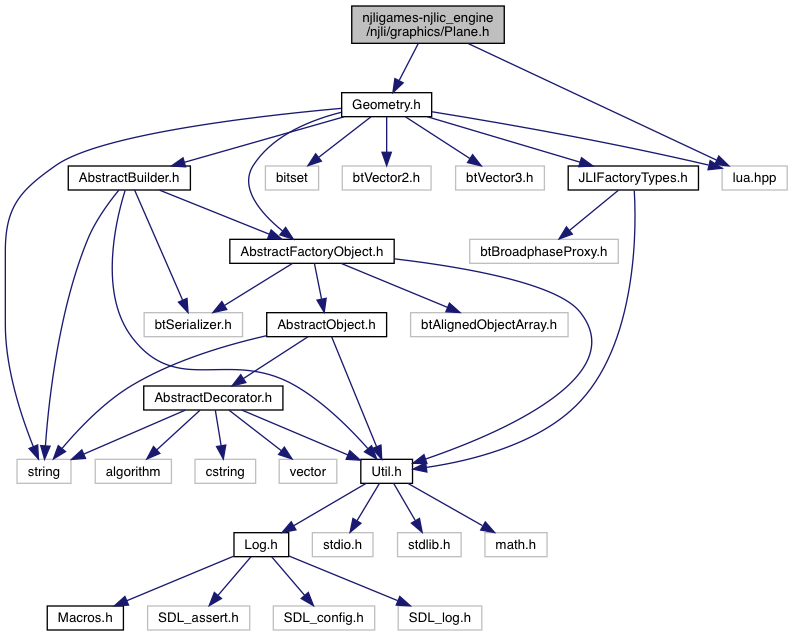 njligames-njlic_engine
/njli/graphics/Plane.h
Geometry.h
AbstractBuilder.h
bitset
btVector2.h
btVector3.h
JLIFactoryTypes.h
lua.hpp
AbstractFactoryObject.h
btBroadphaseProxy.h
btSerializer.h
AbstractObject.h
btAlignedObjectArray.h
AbstractDecorator.h
string
algorithm
cstring
vector
Util.h
Log.h
stdio.h
stdlib.h
math.h
Macros.h
SDL_assert.h
SDL_config.h
SDL_log.h